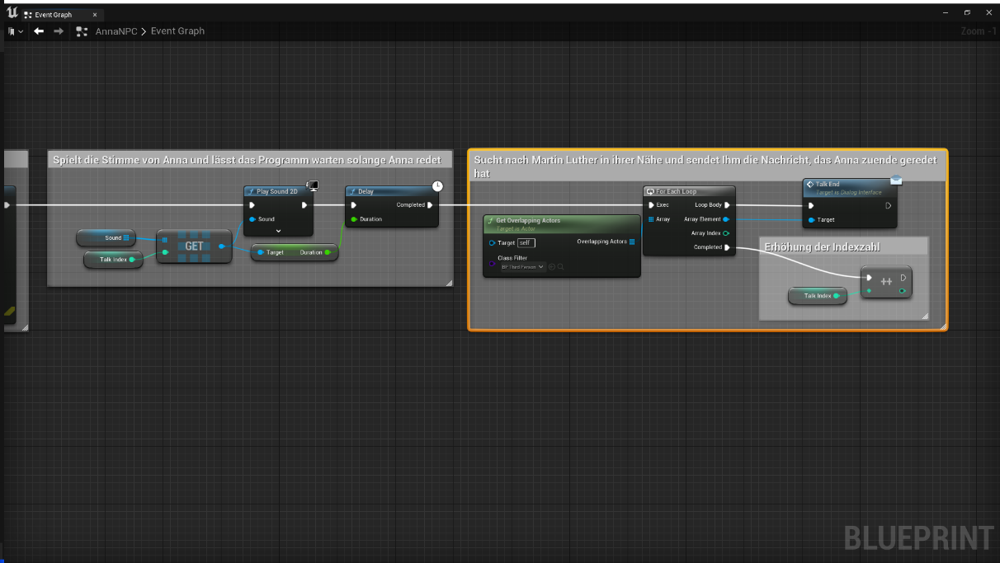 Event Graph
AnnaNPC > Event Graph
Zoom -1
Spielt die Stimme von Anna und lässt das Programm warten solange Anna redet
Play Sound 2D
Sound
Delay
Completed
Duration
Sound
Talk Index
GET
Target
Duration
Sucht nach Martin Luther in ihrer Nähe und sendet Ihm die Nachricht, das Anna zuende geredet
hat
Get Overlapping Actors
Target is Actor
Target self
Overlapping Actors
Class Filter
BP Third Person
For Each Loop
Exec
Loop Body
Array
Array Element
Array Index
Completed
Talk End
Target is Dialog Interface
Target
Erhöhung der Indexzahl
Talk Index
++
BLUEPRINT